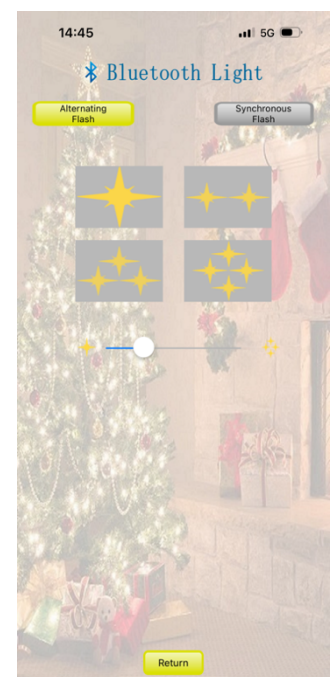 14:45
5G
Bluetooth Light
Alternating
Flash
Synchronous
Flash
Return